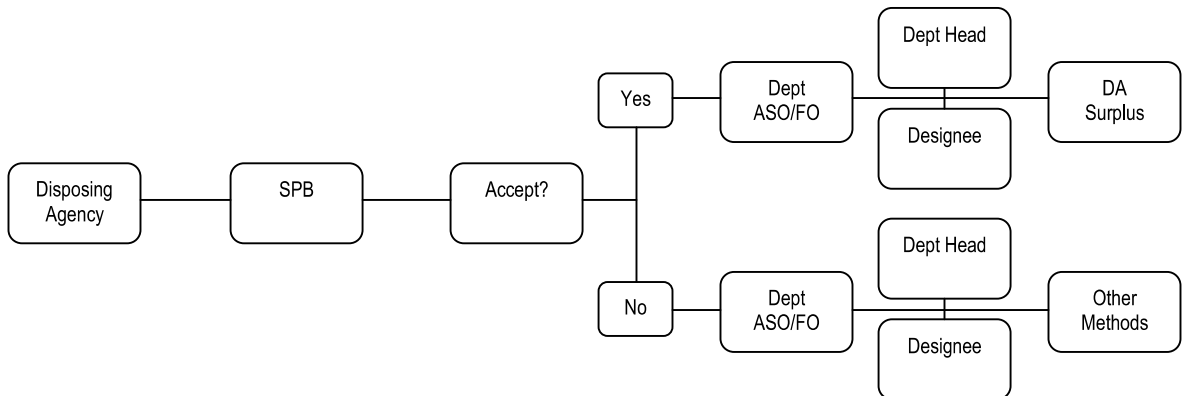 Disposing
Agency
SPB
Accept?
Yes
Dept
ASO/FO
Dept Head
Designee
DA
Surplus
No
Dept
ASO/FO
Dept Head
Designee
Other
Methods